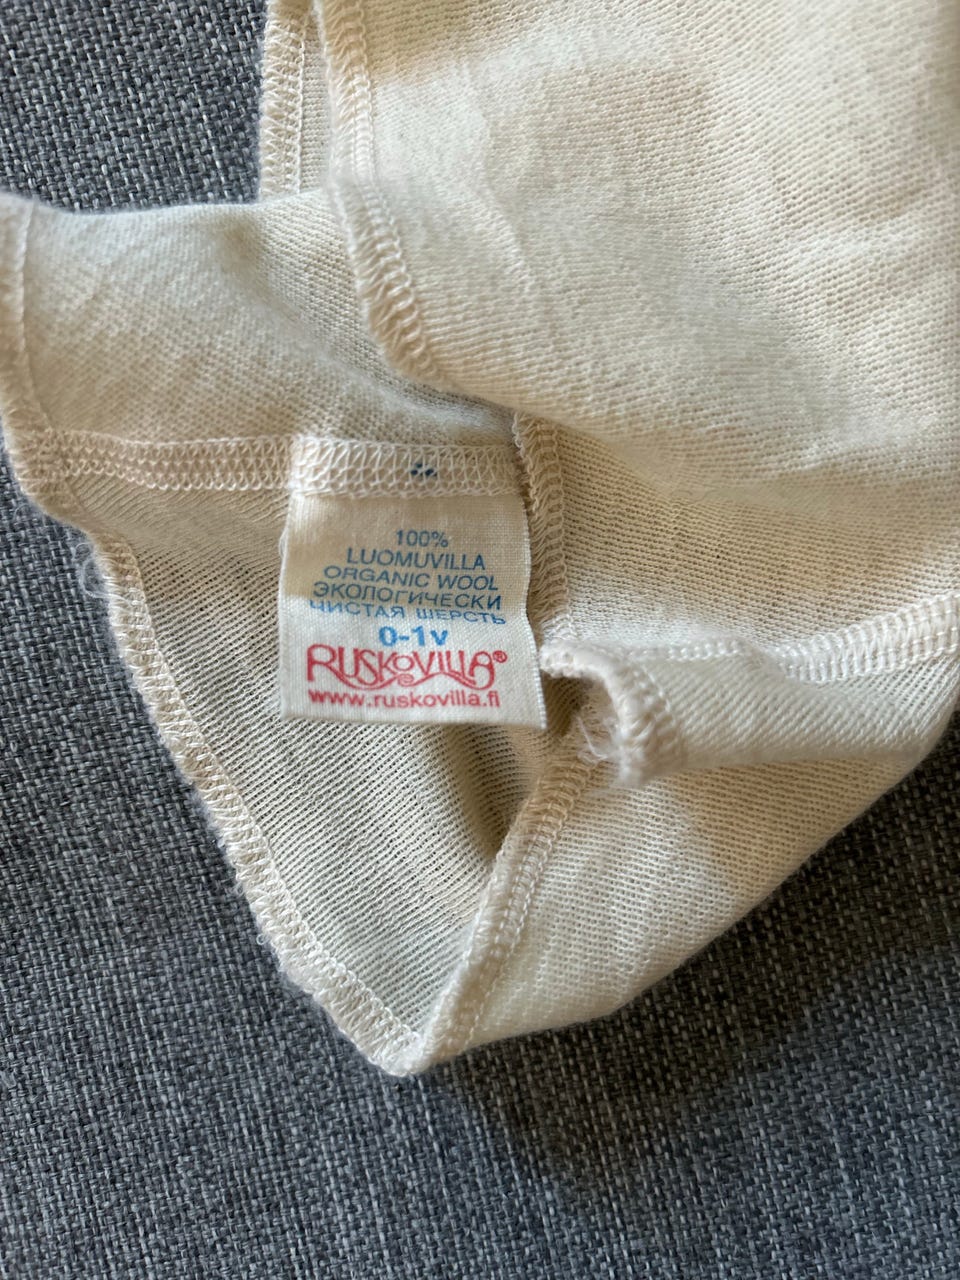 100%
LUOMUVILLA
ORGANIC WOOL
ЭКОЛОГИЧЕСКИ
ЧИСТАЯ ШЕРСТЬ
0-1v
RUSKOVILLA®
www.ruskovilla.fi